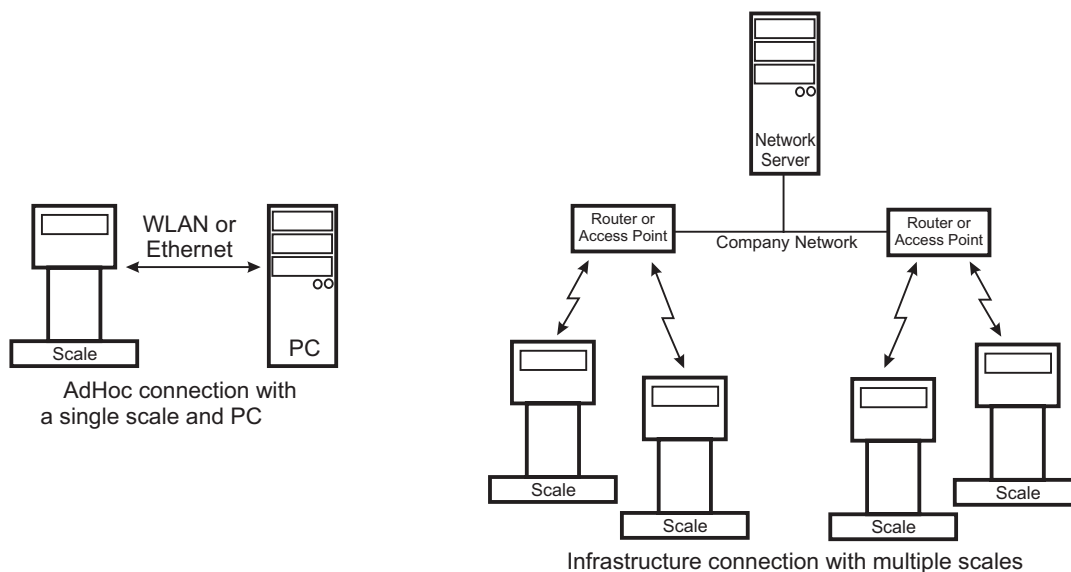 WLAN or
Ethernet
Scale
PC
AdHoc connection with
a single scale and PC
Network
Server
Router or
Access Point
Company Network
Router or
Access Point
Scale
Scale
Scale
Scale
Infrastructure connection with multiple scales